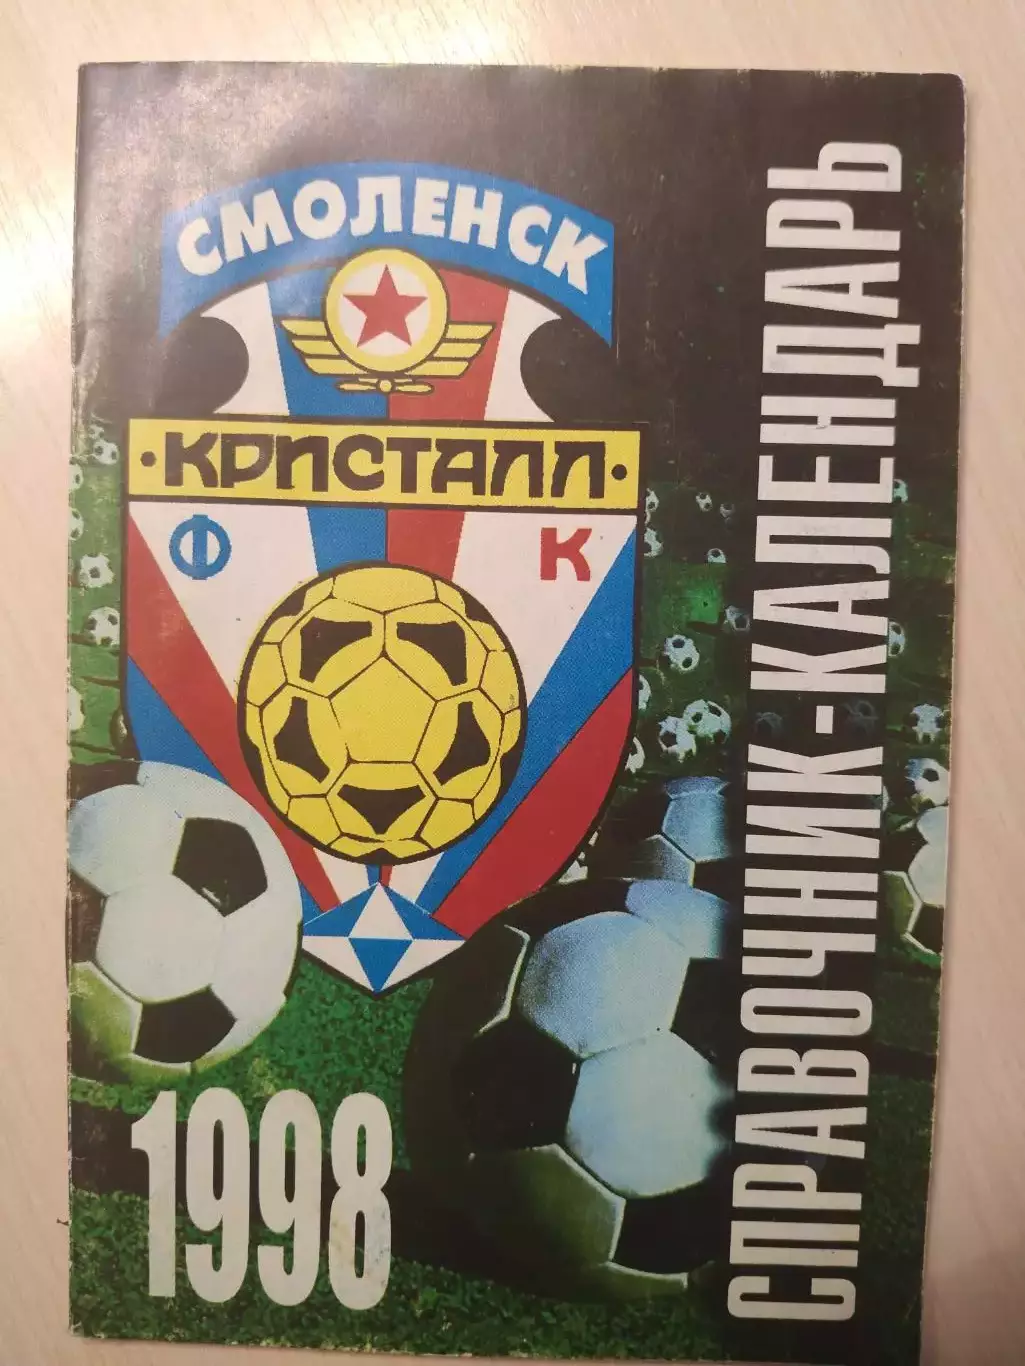 СМОЛЕНСК
·КРИСТАЛЛ·
Ф К
1998
СПРАВОЧНИК-КАЛЕНДАРЬ